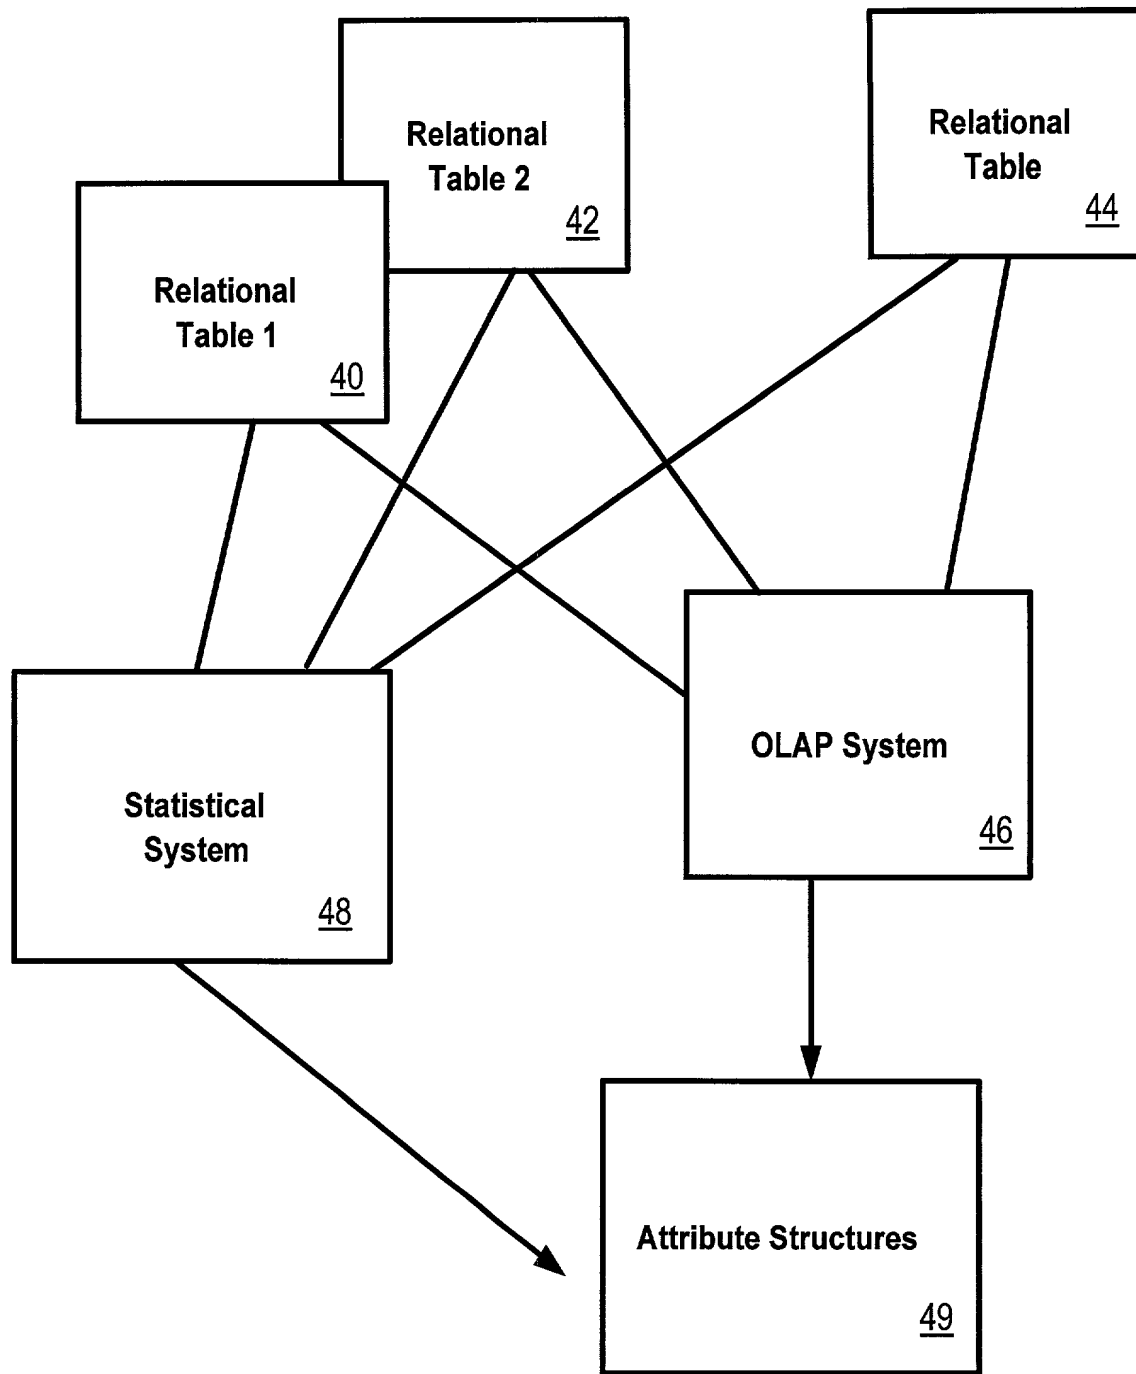 Relational
Table 2
42
Relational
Table
44
Relational
Table 1
40
OLAP System
46
Statistical
System
48
Attribute Structures
49